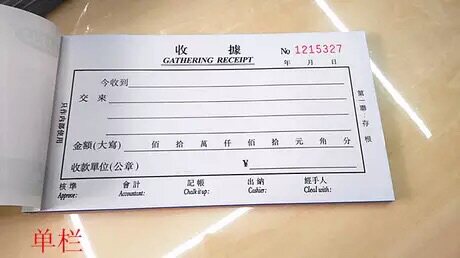 收據 No 1215327
GATHERING RECEIPT 年 月 日
今收到
交來
金額(大寫) 佰 拾 萬 仟 佰 拾 元 角 分
收款單位(公章) ¥
核準 會計 記帳 出納 經手人
Approve: Accountant: Chalk it up: Cashier: Cleal with:
只作內部使用
第一聯 存根
单栏